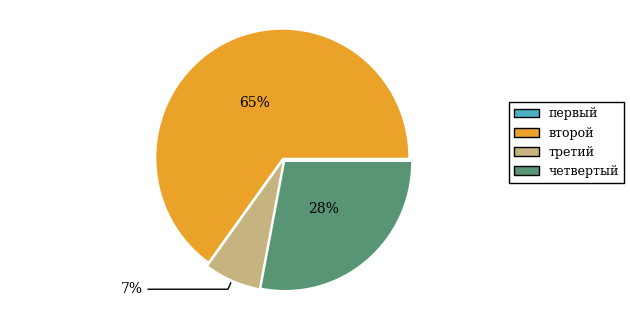 65%
28%
7%
первый
второй
третий
четвертый